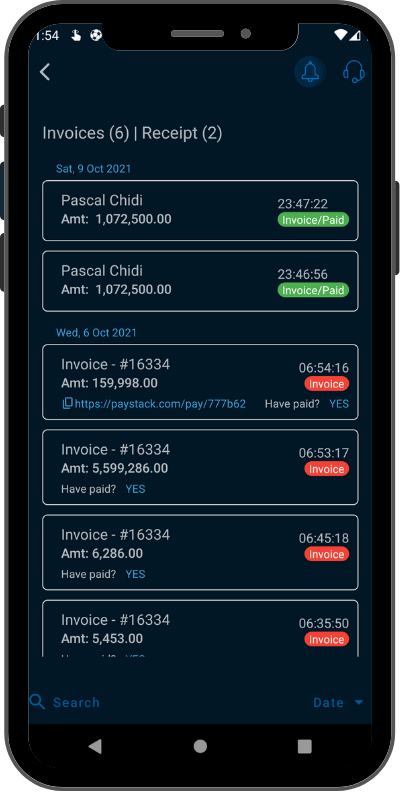 1:54
Invoices (6) | Receipt (2)
Sat, 9 Oct 2021
Pascal Chidi 23:47:22
Amt: 1,072,500.00 Invoice/Paid
Pascal Chidi 23:46:56
Amt: 1,072,500.00 Invoice/Paid
Wed, 6 Oct 2021
Invoice - #16334 06:54:16
Amt: 159,998.00 Invoice
https://paystack.com/pay/777b62 Have paid? YES
Invoice - #16334 06:53:17
Amt: 5,599,286.00 Invoice
Have paid? YES
Invoice - #16334 06:45:18
Amt: 6,286.00 Invoice
Have paid? YES
Invoice - #16334 06:35:50
Amt: 5,453.00 Invoice
Search Date